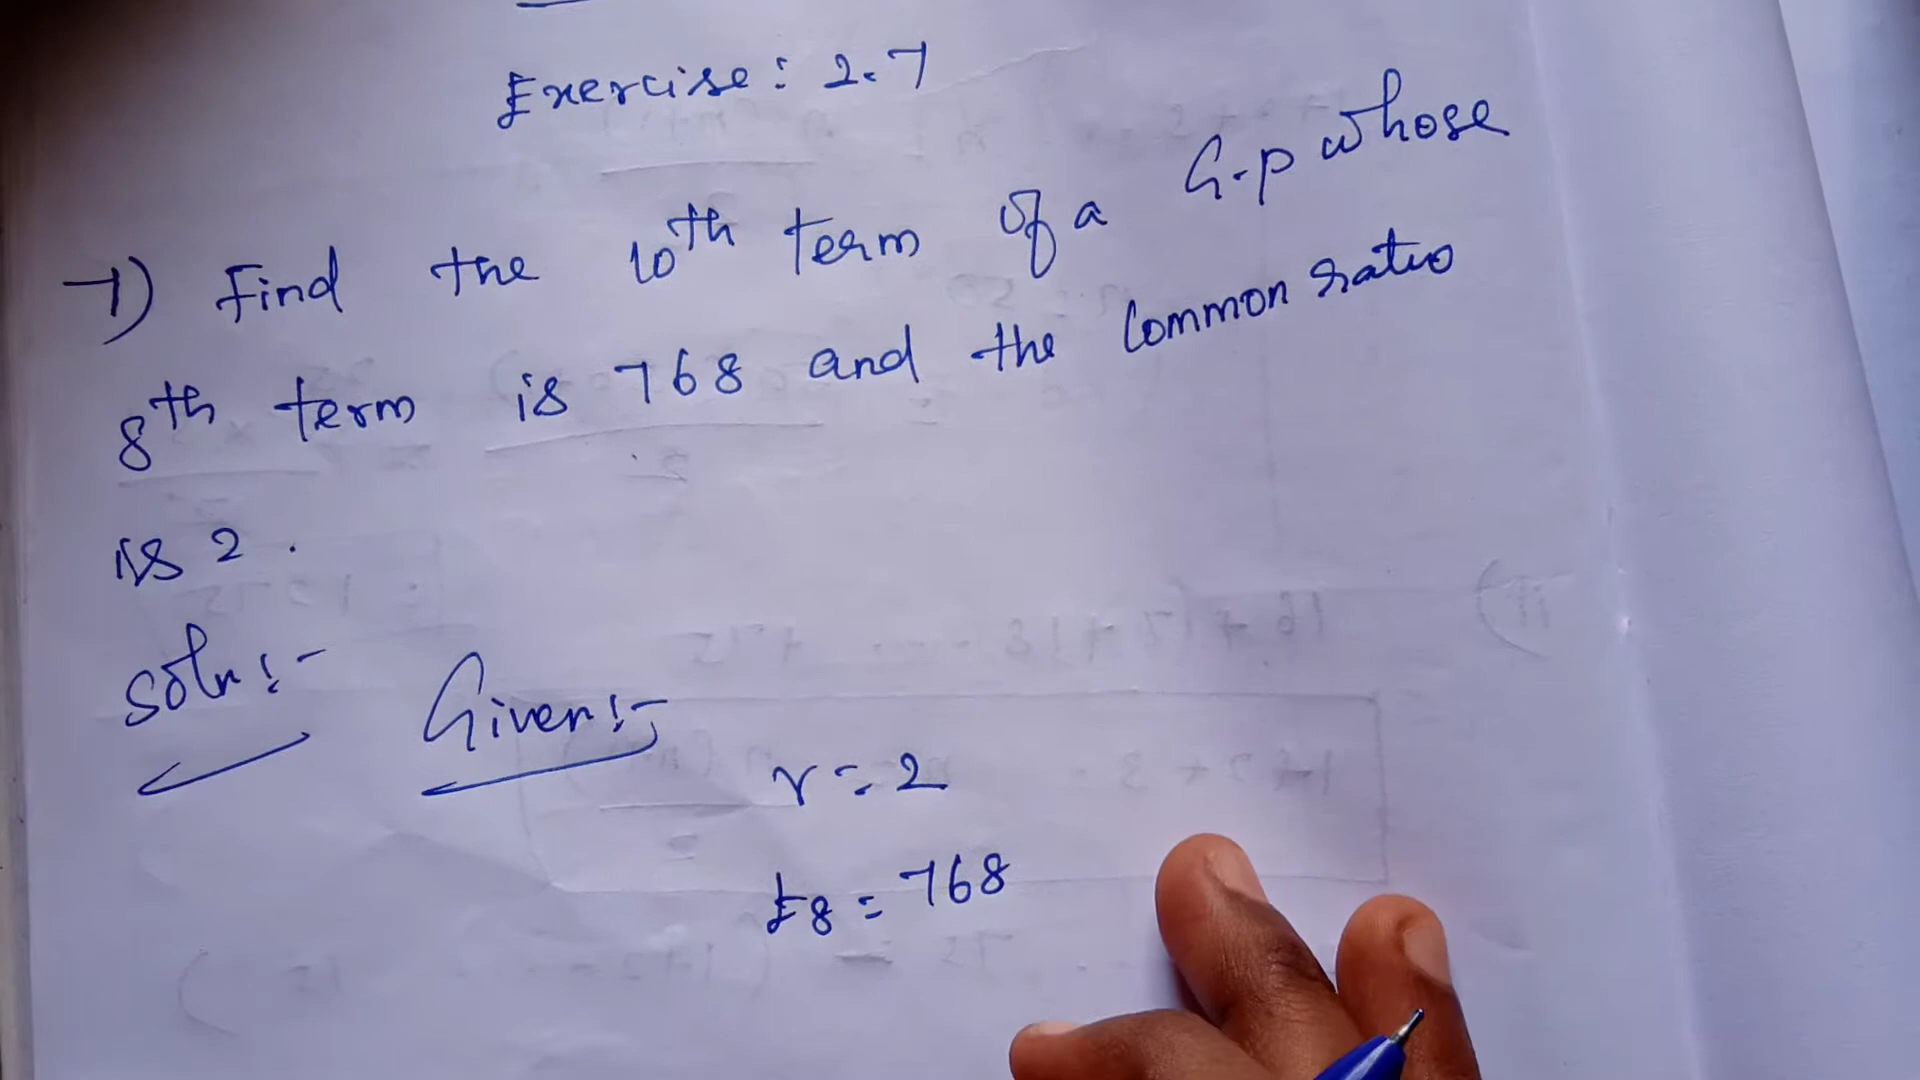 Exercise: 2.7
7) Find the 10th term of a G.P whose
8th term is 768 and the common ratio
is 2.
Soln:-
Given:-
r = 2
t8 = 768